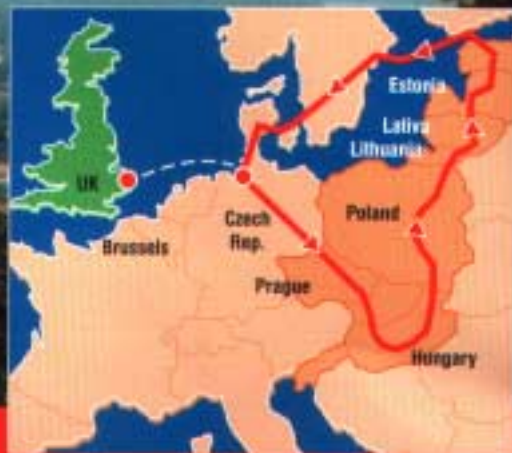 Estonia
Lativa
Lithuania
UK
Poland
Czech
Rep.
Brussels
Prague
Hungary